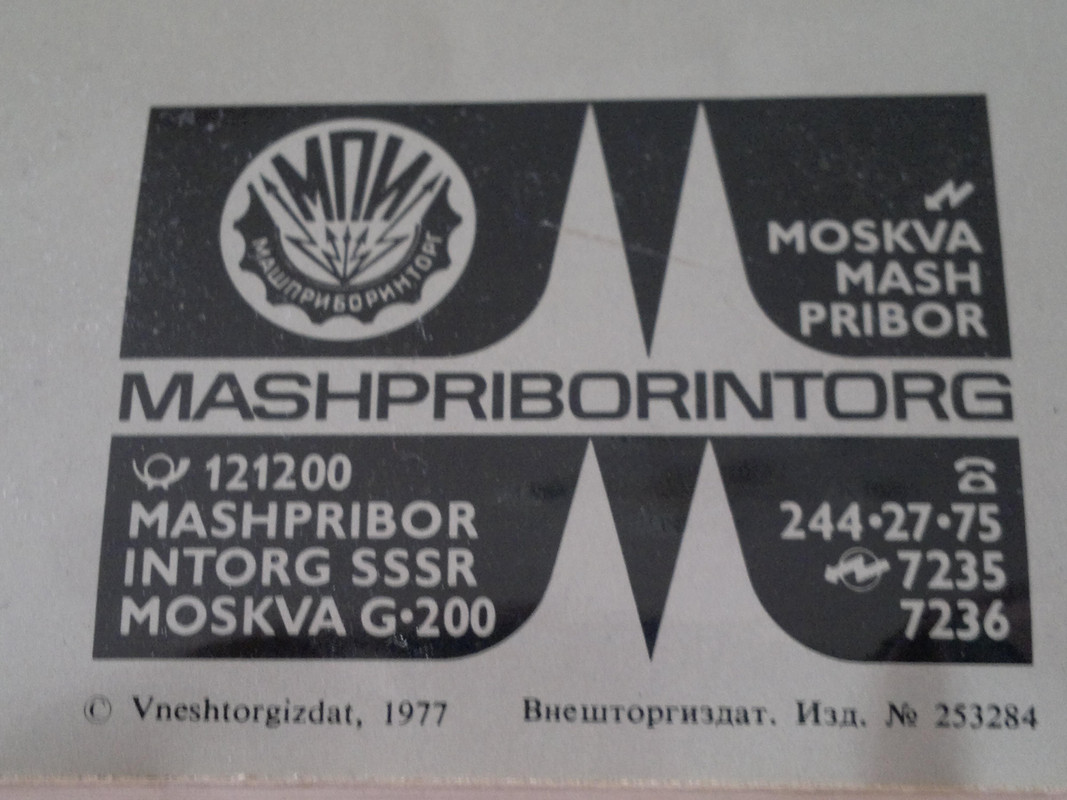 МПИ
МАШПРИБОРИНТОРГ
MOSKVA
MASH
PRIBOR
MASHPRIBORINTORG
121200
MASHPRIBOR
INTORG SSSR
MOSKVA G·200
244·27·75
7235
7236
© Vneshtorgizdat, 1977 Внешторгиздат. Изд. № 253284